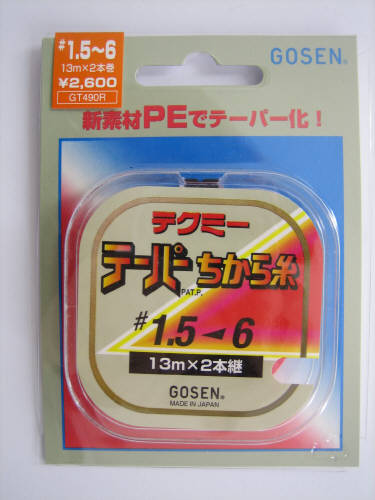 #1.5～6
13m×2本巻
¥2,600
GT490R
GOSEN®
新素材PEでテーパー化！
テクミー
テーパーちから糸
PAT.P.
#1.5◄6
13m×2本継
GOSEN®
MADE IN JAPAN